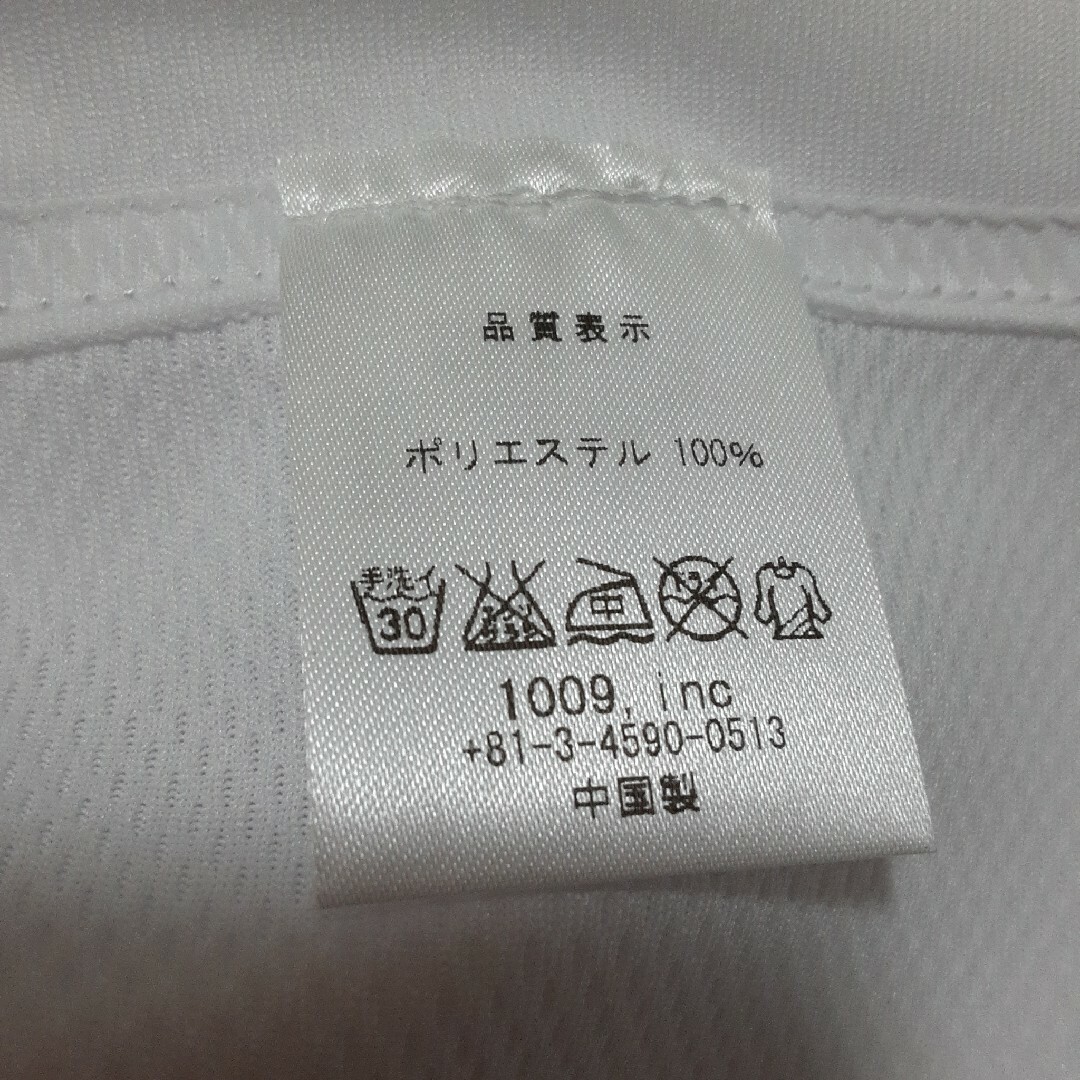 品質表示
ポリエステル 100%
手洗イ 30 中
1009, inc
+81-3-4590-0513
中国製